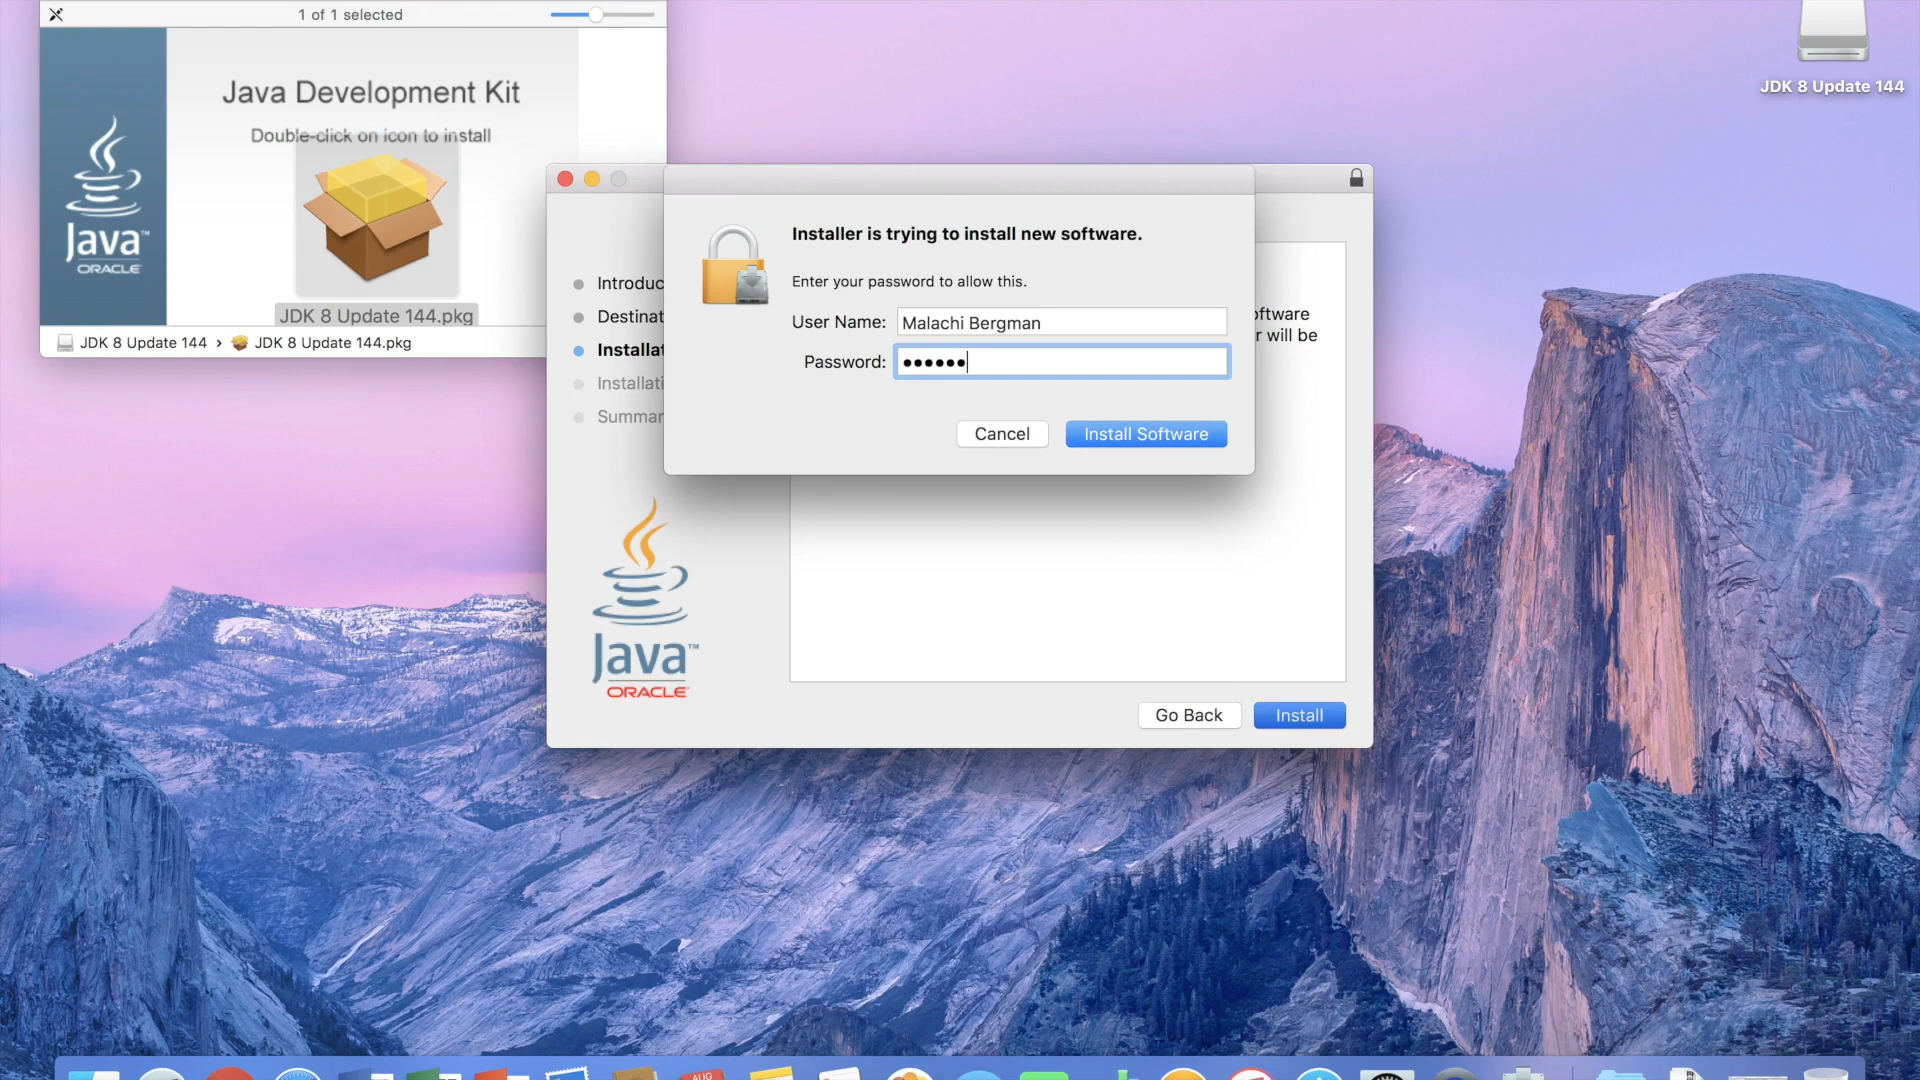 1 of 1 selected
Java Development Kit
Double-click on icon to install
Java™
ORACLE
JDK 8 Update 144.pkg
JDK 8 Update 144 › JDK 8 Update 144.pkg
JDK 8 Update 144
Installer is trying to install new software.
Enter your password to allow this.
User Name: Malachi Bergman
Password: ●●●●●●
Cancel
Install Software
Introduc
Destinat
Installat
Installati
Summar
ftware
r will be
Java™
ORACLE
Go Back
Install
AUG